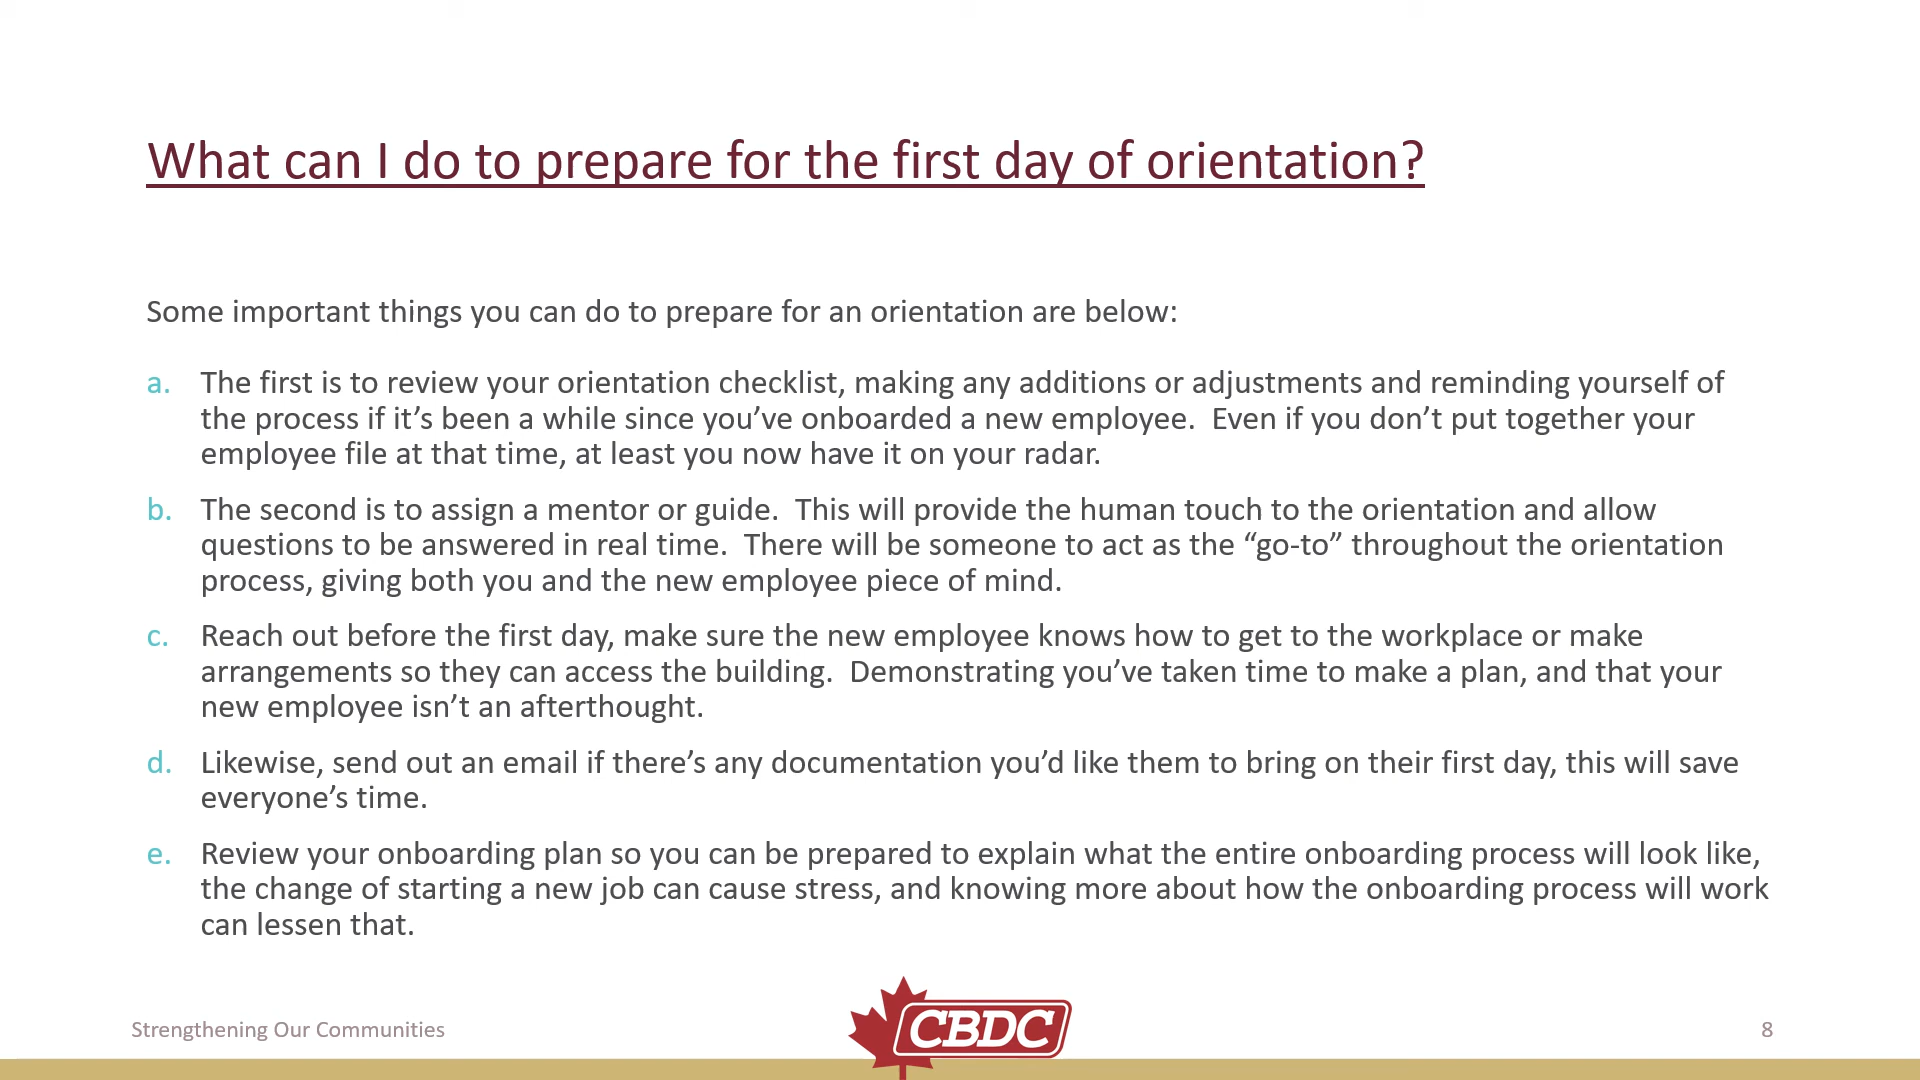 What can I do to prepare for the first day of orientation?
Some important things you can do to prepare for an orientation are below:
a. The first is to review your orientation checklist, making any additions or adjustments and reminding yourself of
the process if it’s been a while since you’ve onboarded a new employee.  Even if you don’t put together your
employee file at that time, at least you now have it on your radar.
b. The second is to assign a mentor or guide.  This will provide the human touch to the orientation and allow
questions to be answered in real time.  There will be someone to act as the “go-to” throughout the orientation
process, giving both you and the new employee piece of mind.
c. Reach out before the first day, make sure the new employee knows how to get to the workplace or make
arrangements so they can access the building.  Demonstrating you’ve taken time to make a plan, and that your
new employee isn’t an afterthought.
d. Likewise, send out an email if there’s any documentation you’d like them to bring on their first day, this will save
everyone’s time.
e. Review your onboarding plan so you can be prepared to explain what the entire onboarding process will look like,
the change of starting a new job can cause stress, and knowing more about how the onboarding process will work
can lessen that.
Strengthening Our Communities
CBDC
8